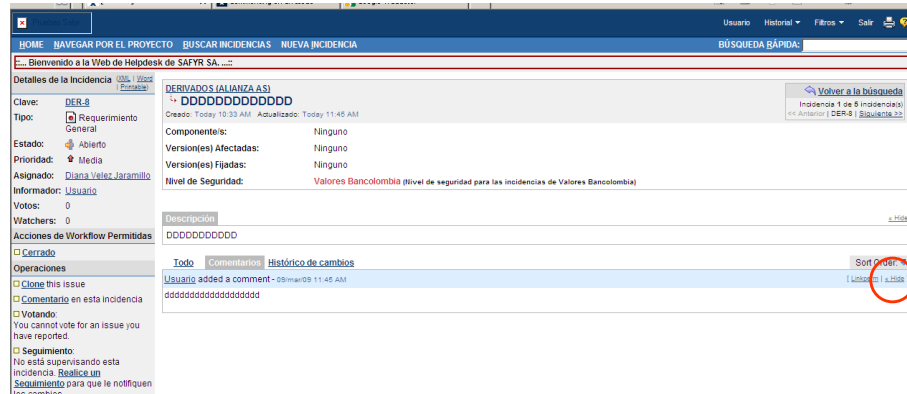 Usuario Historial Filtros Salir
HOME NAVEGAR POR EL PROYECTO BUSCAR INCIDENCIAS NUEVA INCIDENCIA BÚSQUEDA RÁPIDA:
::... Bienvenido a la Web de Helpdesk de SAFYR SA. ...::
Detalles de la Incidencia (XML | Word | Printable)
Clave: DER-8
Tipo: Requerimiento General
Estado: Abierto
Prioridad: Media
Asignado: Diana Velez Jaramillo
Informador: Usuario
Votos: 0
Watchers: 0
Acciones de Workflow Permitidas
Cerrado
Operaciones
Clone this issue
Comentario en esta incidencia
Votando:
You cannot vote for an issue you
have reported.
Seguimiento:
No está supervisando esta
incidencia. Realice un
Seguimiento para que le notifiquen
los cambios
DERIVADOS (ALIANZA AS)
DDDDDDDDDDDDD
Creado: Today 10:33 AM Actualizado: Today 11:45 AM
Volver a la búsqueda
Incidencia 1 de 5 incidencia(s)
<< Anterior | DER-8 | Siguiente >>
Componente/s: Ninguno
Version(es) Afectadas: Ninguno
Version(es) Fijadas: Ninguno
Nivel de Seguridad: Valores Bancolombia (Nivel de seguridad para las incidencias de Valores Bancolombia)
Descripción « Hide
DDDDDDDDDDD
Todo Comentarios Histórico de cambios Sort Order:
Usuario added a comment - 09/mar/09 11:45 AM [ Linkperm | « Hide
ddddddddddddddddddd